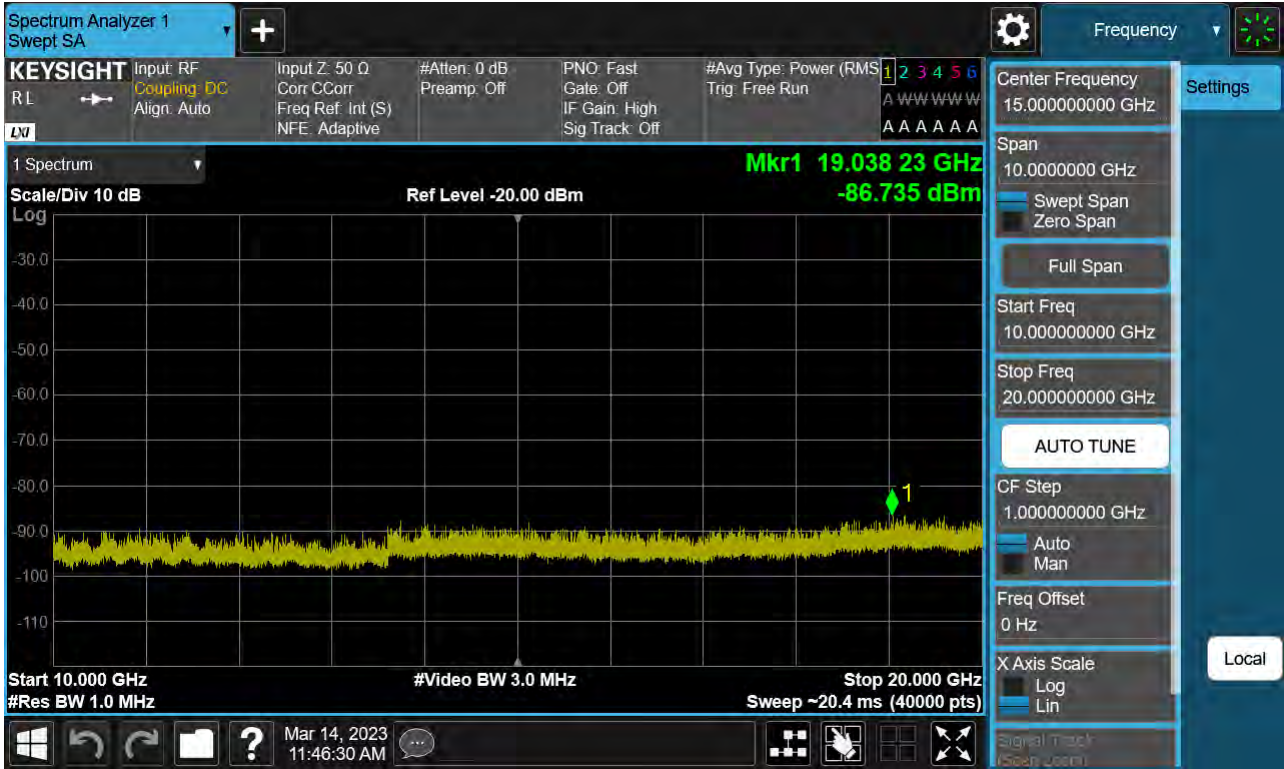 Spectrum Analyzer 1
Swept SA
+
Frequency
KEYSIGHT
R L
LXI
Input: RF
Coupling: DC
Align: Auto
Input Z: 50 Ω
Corr CCorr
Freq Ref: Int (S)
NFE: Adaptive
#Atten: 0 dB
Preamp: Off
PNO: Fast
Gate: Off
IF Gain: High
Sig Track: Off
#Avg Type: Power (RMS
Trig: Free Run
1 2 3 4 5 6
A W W W W W
A A A A A A
1 Spectrum
Scale/Div 10 dB
Log
Ref Level -20.00 dBm
Mkr1 19.038 23 GHz
-86.735 dBm
-30.0
-40.0
-50.0
-60.0
-70.0
-80.0
-90.0
-100
-110
1
Start 10.000 GHz
#Res BW 1.0 MHz
#Video BW 3.0 MHz
Stop 20.000 GHz
Sweep ~20.4 ms (40000 pts)
Center Frequency
15.000000000 GHz
Span
10.0000000 GHz
Swept Span
Zero Span
Full Span
Start Freq
10.000000000 GHz
Stop Freq
20.000000000 GHz
AUTO TUNE
CF Step
1.000000000 GHz
Auto
Man
Freq Offset
0 Hz
X Axis Scale
Log
Lin
Signal Track
(Span Zoom)
Settings
Local
?
Mar 14, 2023
11:46:30 AM